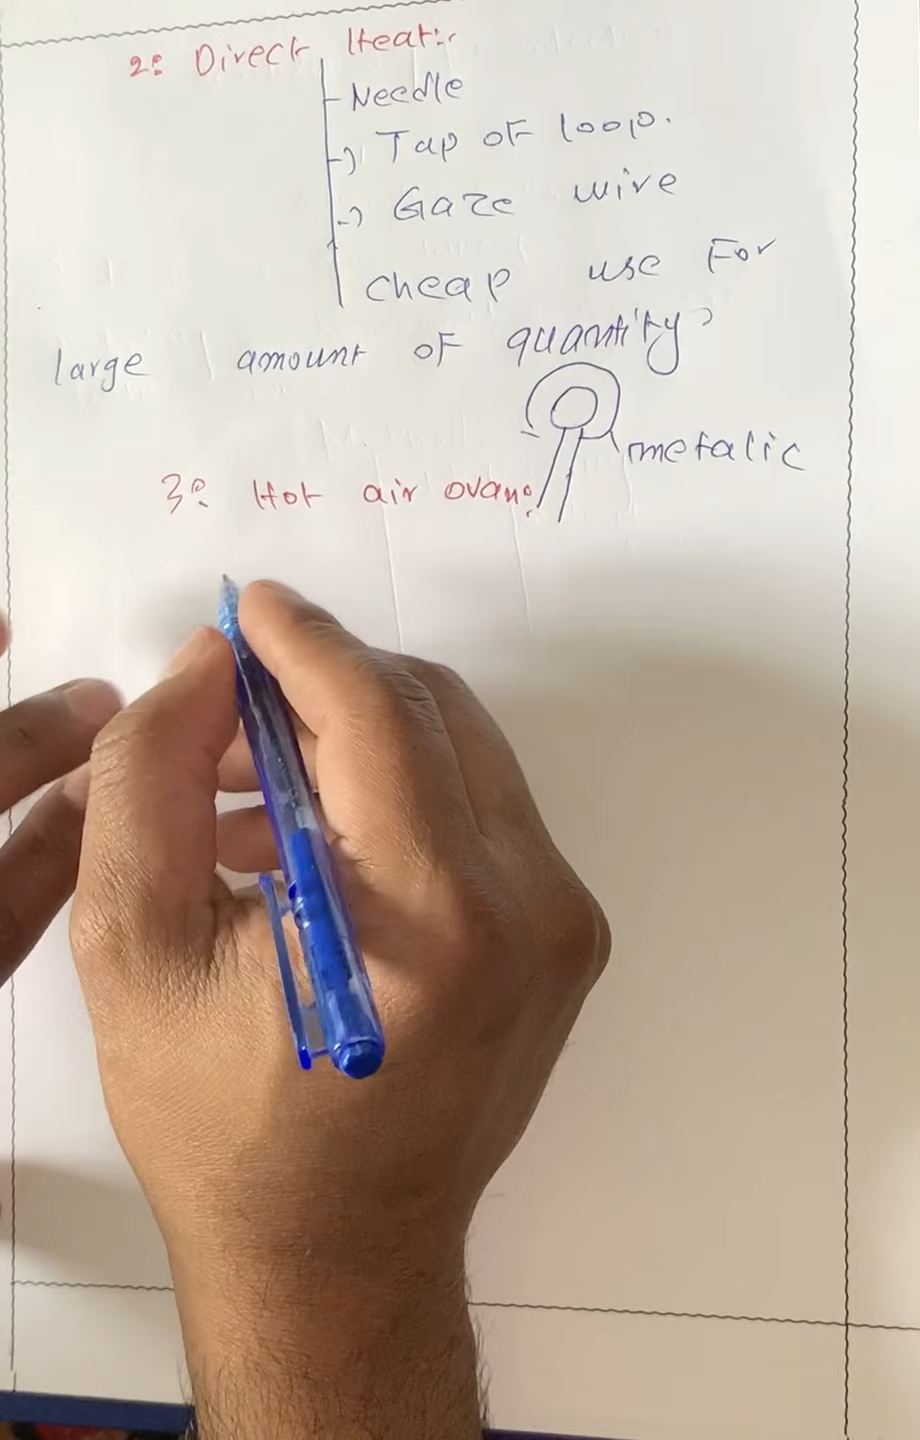 2: Direct Heat:-
Needle
-> Tap of loop.
-> Gaze wire
cheap use For
large amount of quantity
metalic
3: Hot air ovan: